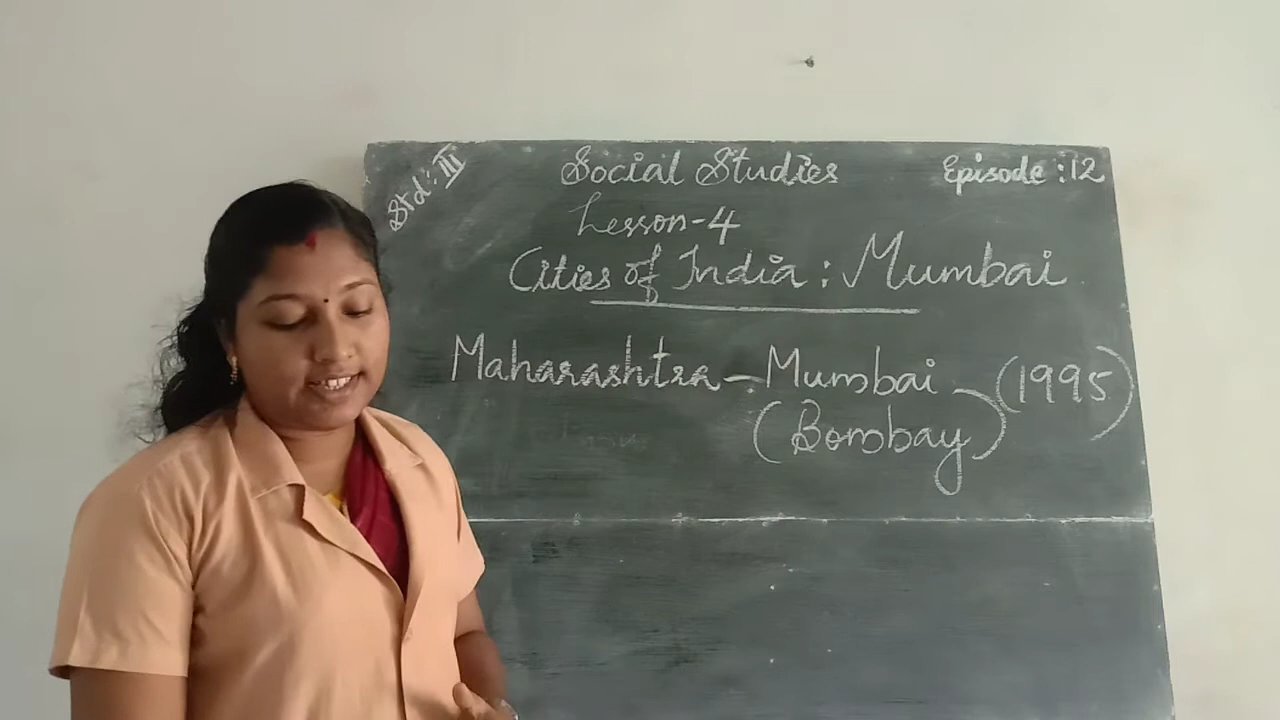 Std: III
Social Studies
Episode : 12
Lesson-4
Cities of India : Mumbai
Maharashtra - Mumbai (1995)
(Bombay)